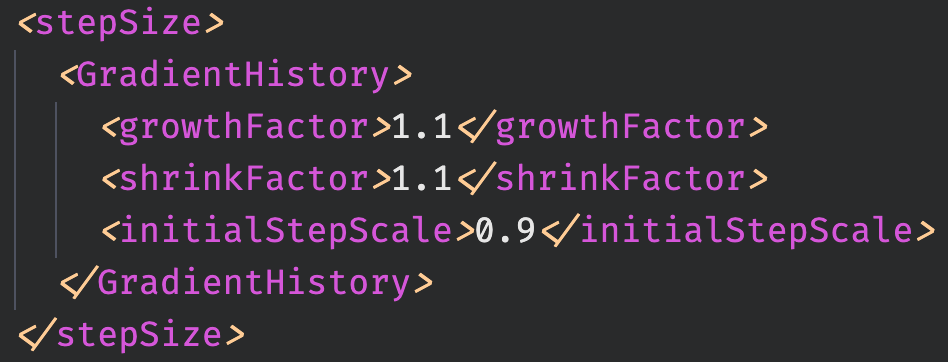 <stepSize>
<GradientHistory>
<growthFactor>1.1</growthFactor>
<shrinkFactor>1.1</shrinkFactor>
<initialStepScale>0.9</initialStepScale>
</GradientHistory>
</stepSize>